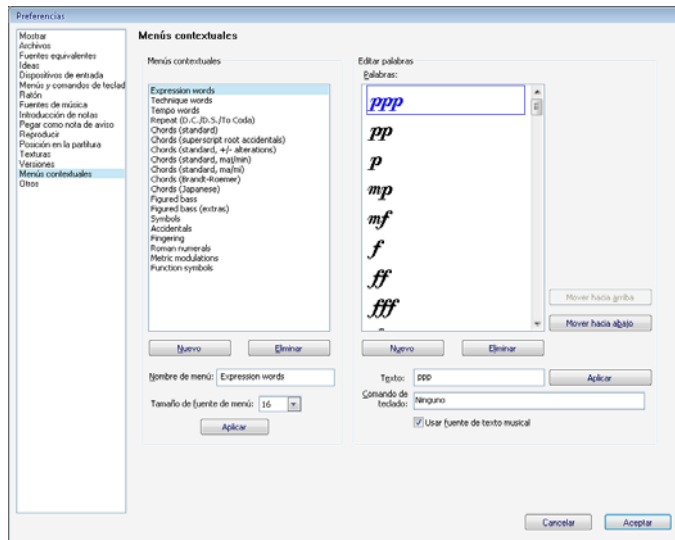 Preferencias
Mostrar
Archivos
Fuentes equivalentes
Ideas
Dispositivos de entrada
Menús y comandos de teclad
Ratón
Fuentes de música
Introducción de notas
Pegar como nota de aviso
Reproducir
Posición en la partitura
Texturas
Versiones
Menús contextuales
Otros
Menús contextuales
Menús contextuales
Expression words
Technique words
Tempo words
Repeat (D.C./D.S./To Coda)
Chords (standard)
Chords (superscript root accidentals)
Chords (standard, +/- alterations)
Chords (standard, maj/min)
Chords (standard, ma/mi)
Chords (Brandt-Roemer)
Chords (Japanese)
Figured bass
Figured bass (extras)
Symbols
Accidentals
Fingering
Roman numerals
Metric modulations
Function symbols
Nuevo Eliminar
Nombre de menú: Expression words
Tamaño de fuente de menú: 16
Aplicar
Editar palabras
Palabras:
ppp
pp
p
mp
mf
f
ff
fff
Mover hacia arriba
Mover hacia abajo
Nuevo Eliminar
Texto: ppp Aplicar
Comando de
teclado: Ninguno
Usar fuente de texto musical
Cancelar Aceptar